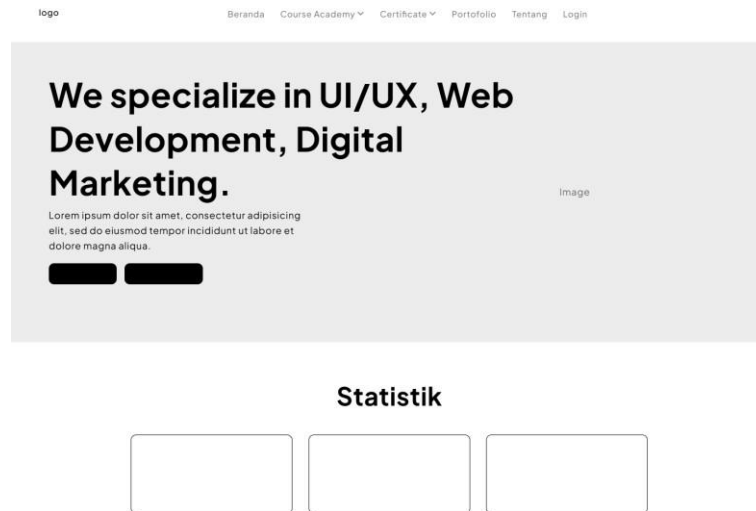 logo
Beranda Course Academy Certificate Portofolio Tentang Login
We specialize in UI/UX, Web
Development, Digital
Marketing.
Image
Lorem ipsum dolor sit amet, consectetur adipisicing
elit, sed do eiusmod tempor incididunt ut labore et
dolore magna aliqua.
Statistik